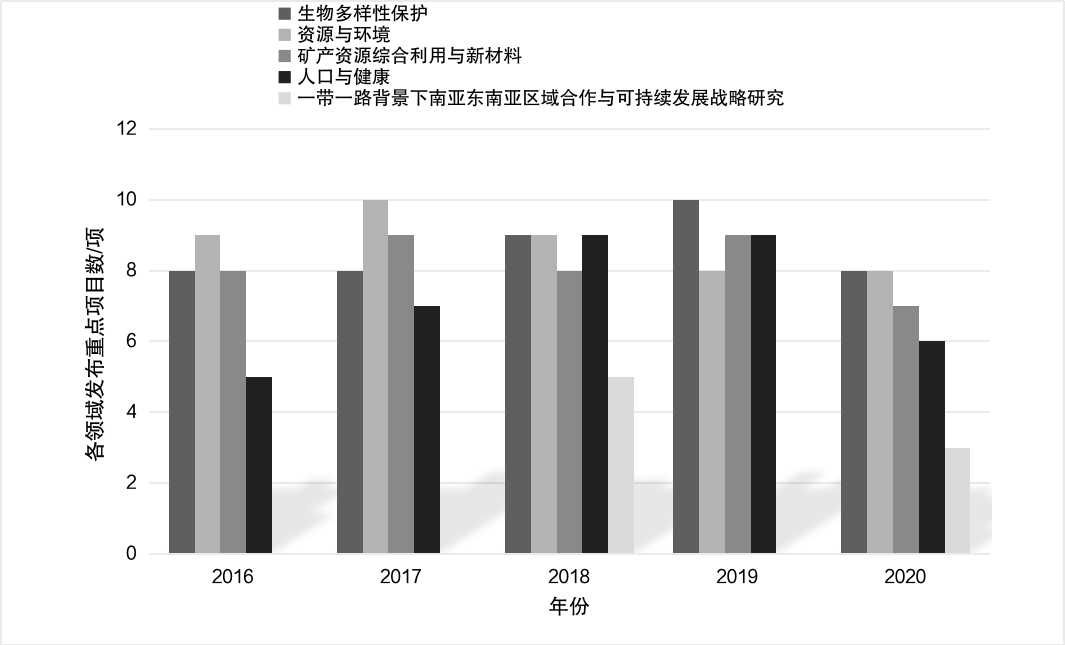 生物多样性保护
资源与环境
矿产资源综合利用与新材料
人口与健康
一带一路背景下南亚东南亚区域合作与可持续发展战略研究
12
10
8
6
4
2
0
各领域发布重点项目数/项
2016 2017 2018 2019 2020
年份